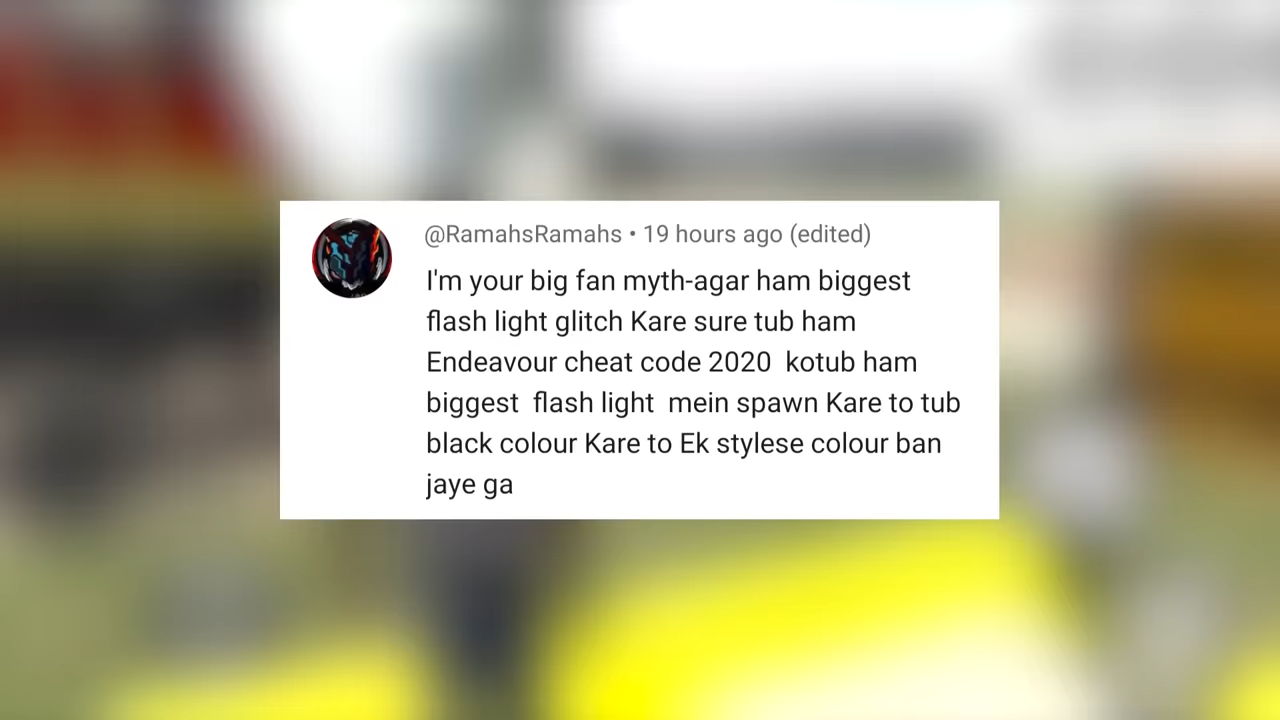 @RamahsRamahs • 19 hours ago (edited)
I'm your big fan myth-agar ham biggest
flash light glitch Kare sure tub ham
Endeavour cheat code 2020  kotub ham
biggest  flash light  mein spawn Kare to tub
black colour Kare to Ek stylese colour ban
jaye ga